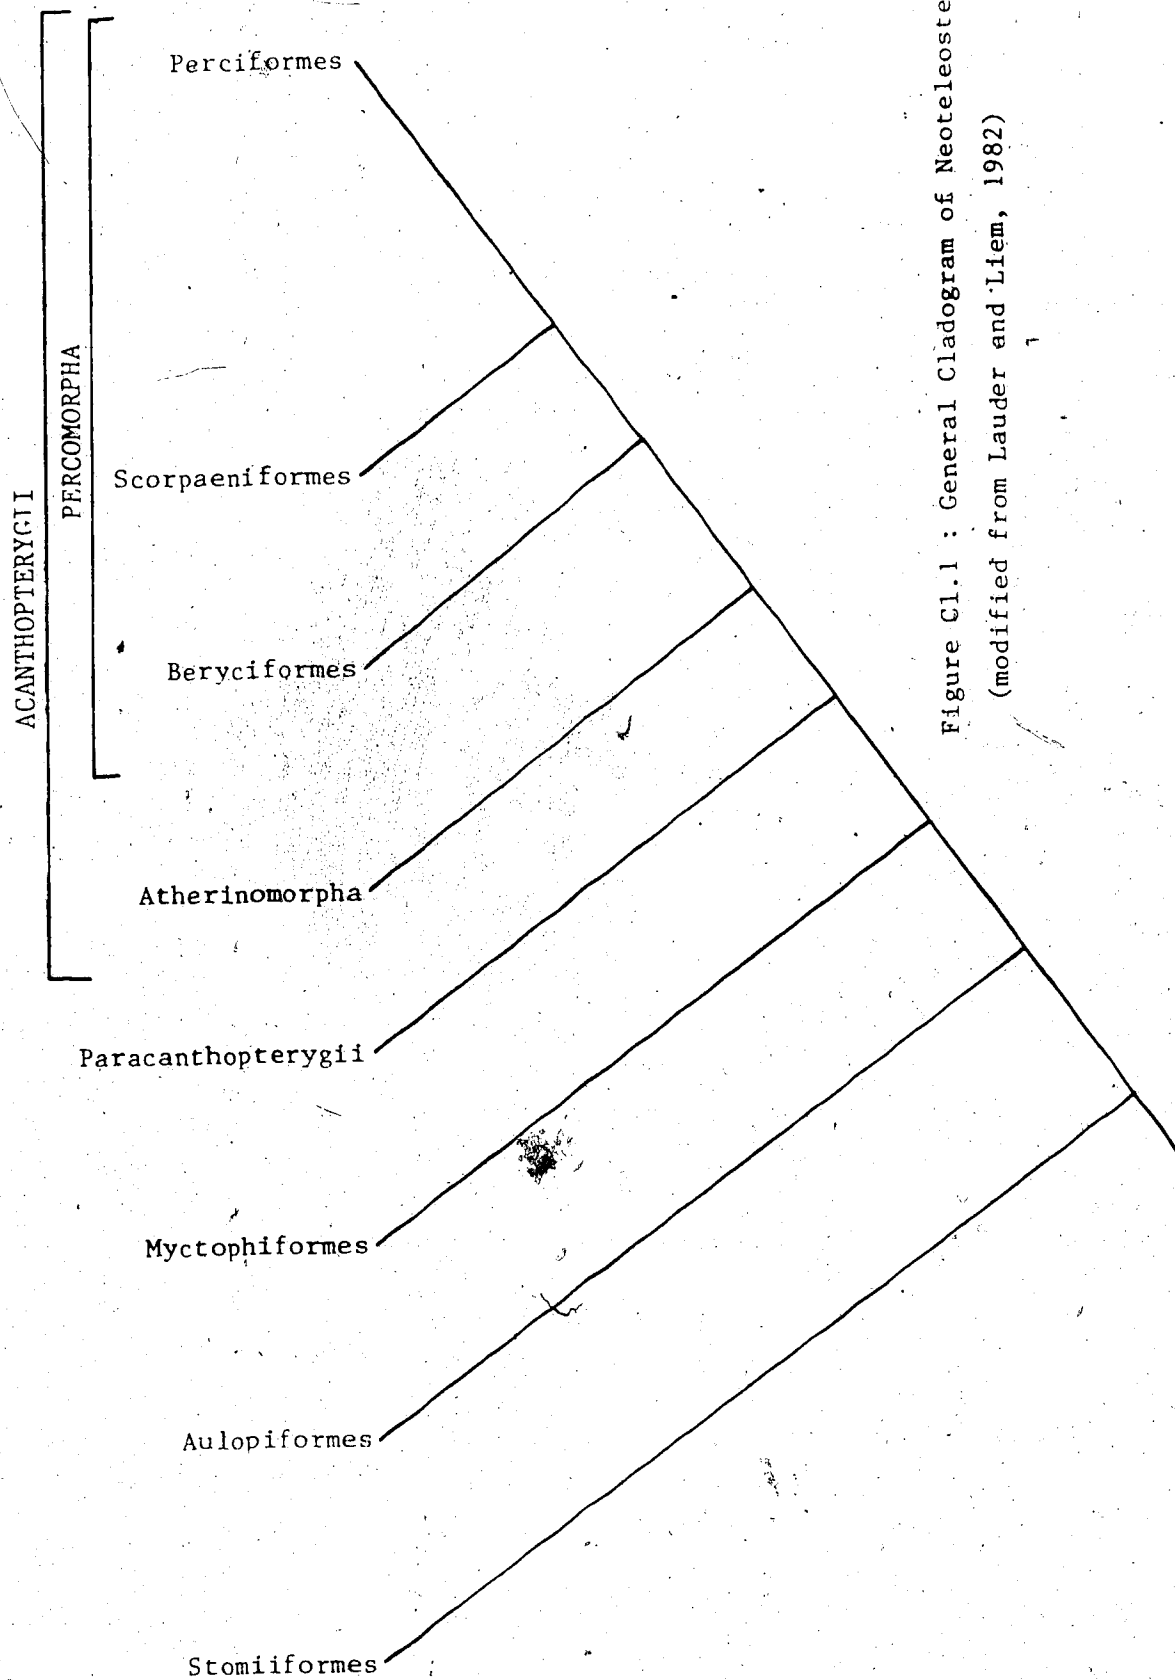 ACANTHOPTERYGII
PERCOMORPHA
Perciformes
Scorpaeniformes
Beryciformes
Atherinomorpha
Paracanthopterygii
Myctophiformes
Aulopiformes
Stomiiformes
Figure C1.1 : General Cladogram of Neoteleoste
(modified from Lauder and Liem, 1982)